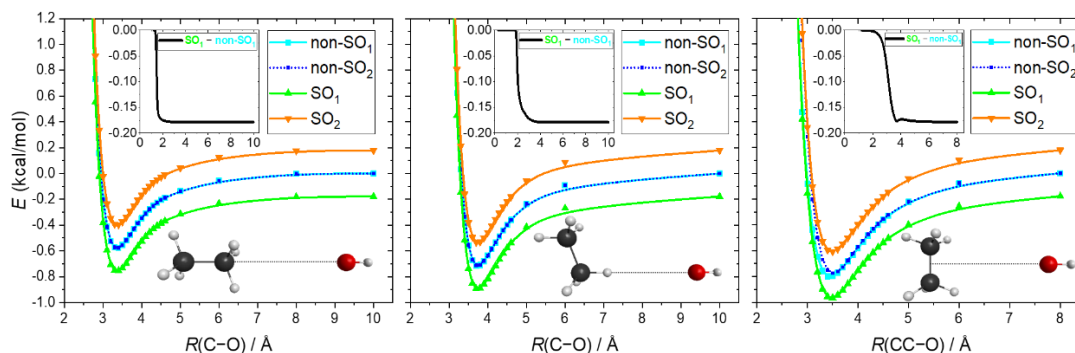 E (kcal/mol)
1.2
1.0
0.8
0.6
0.4
0.2
0.0
-0.2
-0.4
-0.6
-0.8
-1.0
0.00
-0.05
-0.10
-0.15
-0.20
SO₁ − non-SO₁
0 2 4 6 8 10
non-SO₁
non-SO₂
SO₁
SO₂
2 3 4 5 6 7 8 9 10
R(C−O) / Å
0.00
-0.05
-0.10
-0.15
-0.20
SO₁ − non-SO₁
0 2 4 6 8 10
non-SO₁
non-SO₂
SO₁
SO₂
2 3 4 5 6 7 8 9 10
R(C−O) / Å
0.00
-0.05
-0.10
-0.15
-0.20
SO₁ − non-SO₁
0 2 4 6 8
non-SO₁
non-SO₂
SO₁
SO₂
2 3 4 5 6 7 8
R(CC−O) / Å